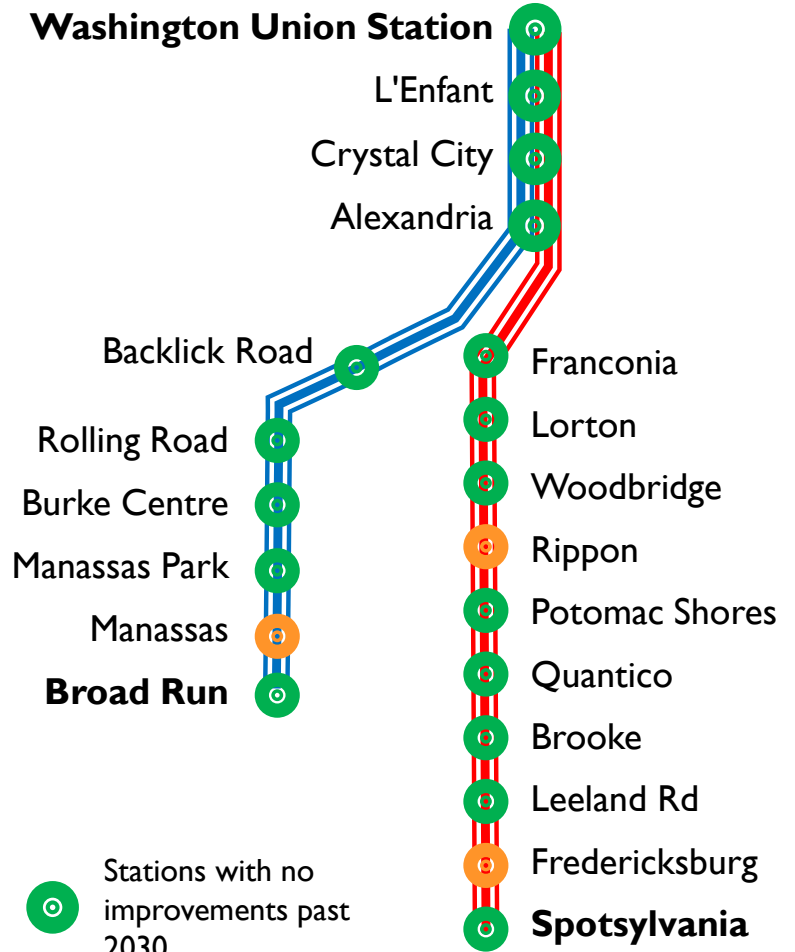 Washington Union Station
L'Enfant
Crystal City
Alexandria
Backlick Road
Rolling Road
Burke Centre
Manassas Park
Manassas
Broad Run
Franconia
Lorton
Woodbridge
Rippon
Potomac Shores
Quantico
Brooke
Leeland Rd
Fredericksburg
Spotsylvania
Stations with no
improvements past
2030